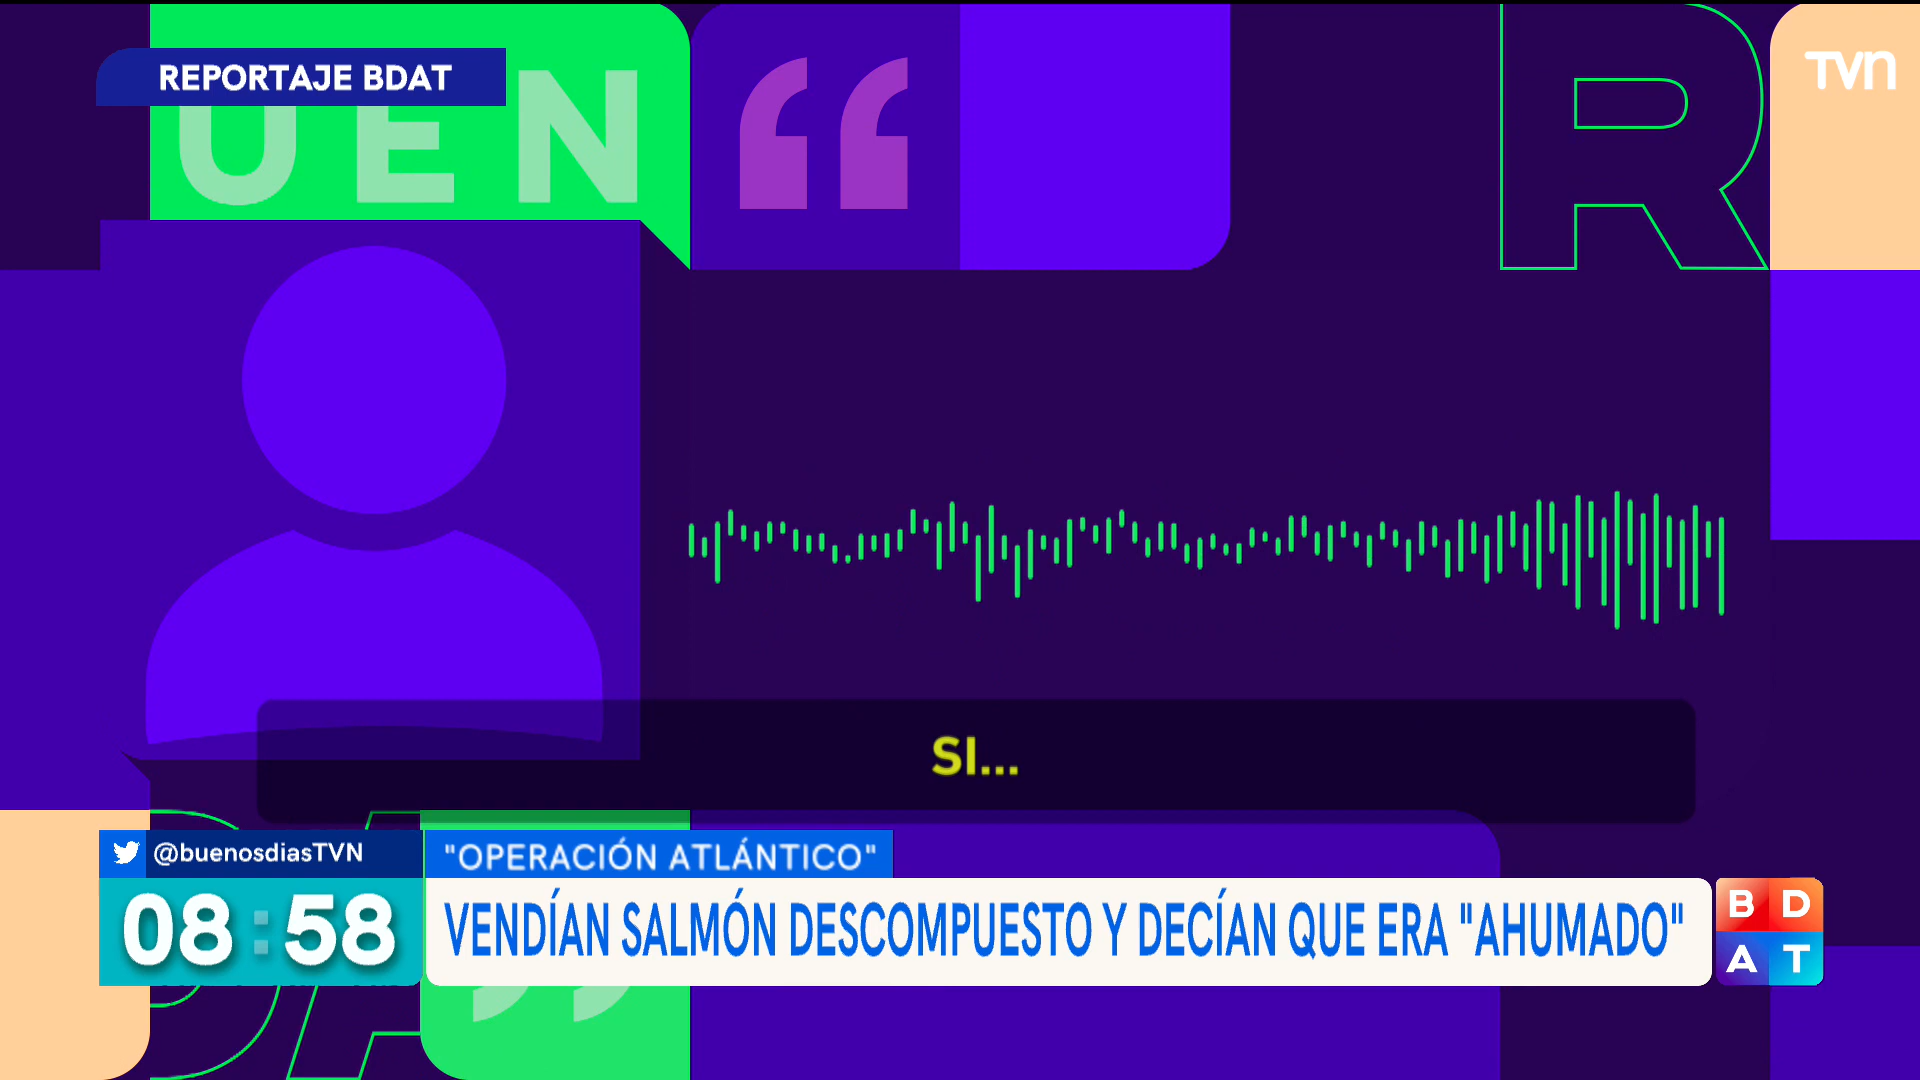 REPORTAJE BDAT
TVN
UEN
“
R
SI...
@buenosdiasTVN
"OPERACIÓN ATLÁNTICO"
08:58
VENDÍAN SALMÓN DESCOMPUESTO Y DECÍAN QUE ERA "AHUMADO"
B D
A T